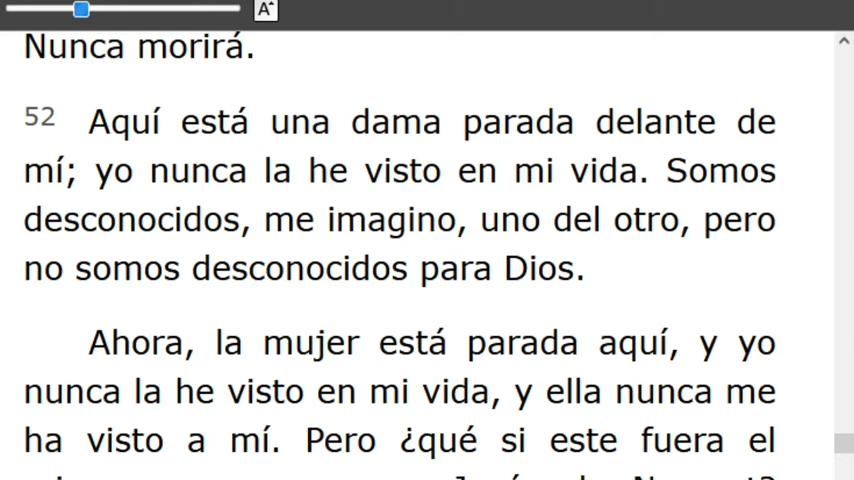 A
Nunca morirá.
52 Aquí está una dama parada delante de
mí; yo nunca la he visto en mi vida. Somos
desconocidos, me imagino, uno del otro, pero
no somos desconocidos para Dios.
Ahora, la mujer está parada aquí, y yo
nunca la he visto en mi vida, y ella nunca me
ha visto a mí. Pero ¿qué si este fuera el